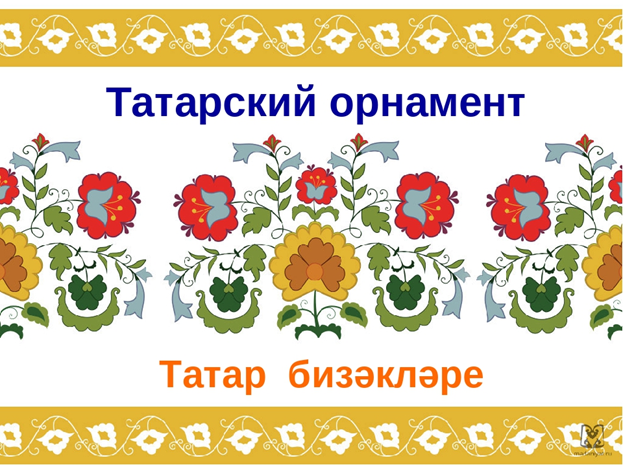 Татарский орнамент
Татар бизәкләре